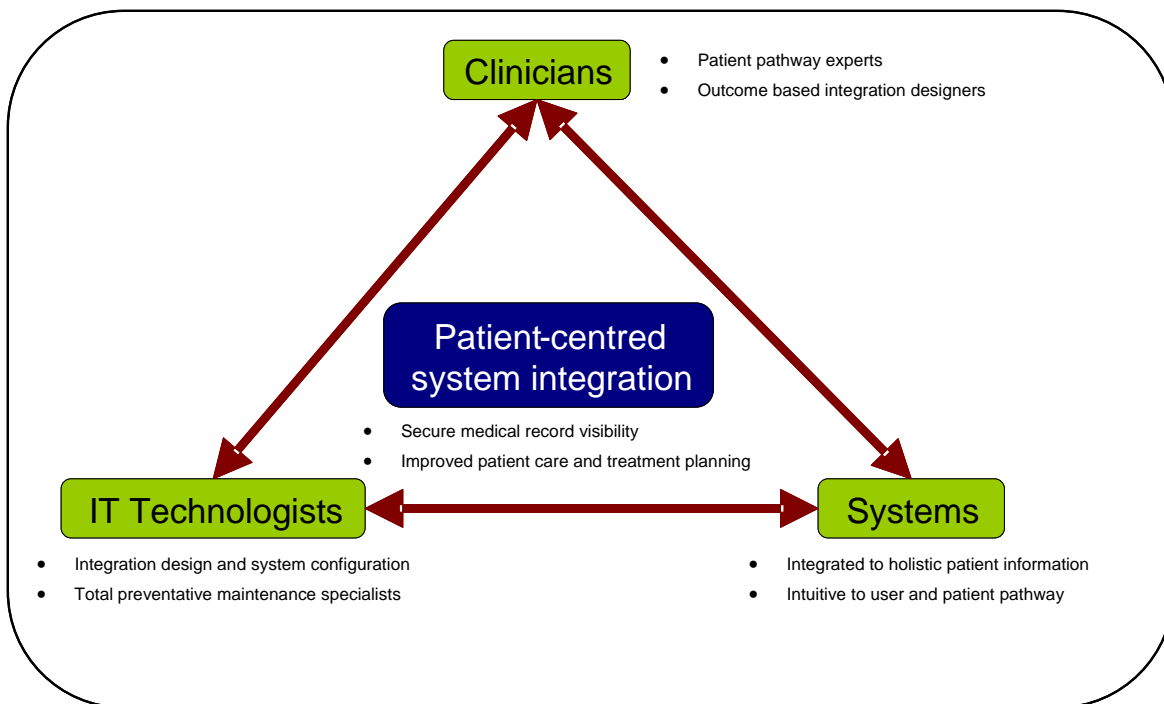 Clinicians
• Patient pathway experts
• Outcome based integration designers
Patient-centred
system integration
• Secure medical record visibility
• Improved patient care and treatment planning
IT Technologists
• Integration design and system configuration
• Total preventative maintenance specialists
Systems
• Integrated to holistic patient information
• Intuitive to user and patient pathway